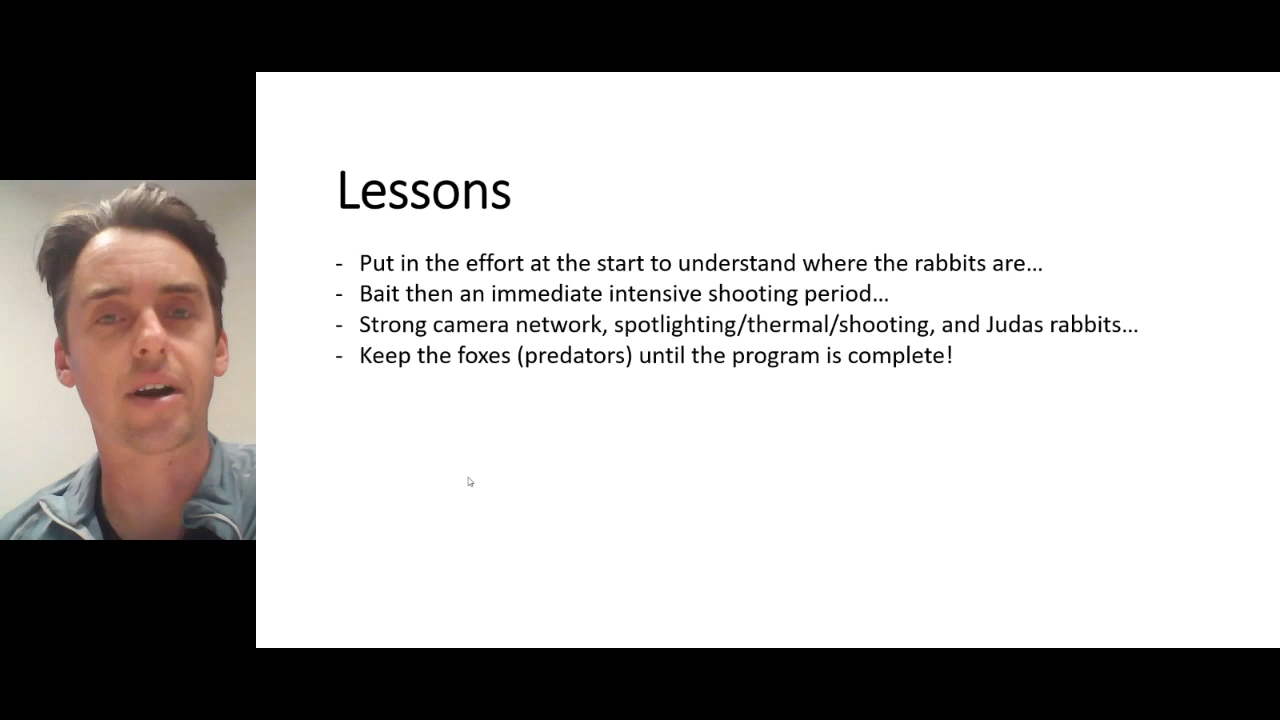 Lessons
- Put in the effort at the start to understand where the rabbits are...
- Bait then an immediate intensive shooting period...
- Strong camera network, spotlighting/thermal/shooting, and Judas rabbits...
- Keep the foxes (predators) until the program is complete!